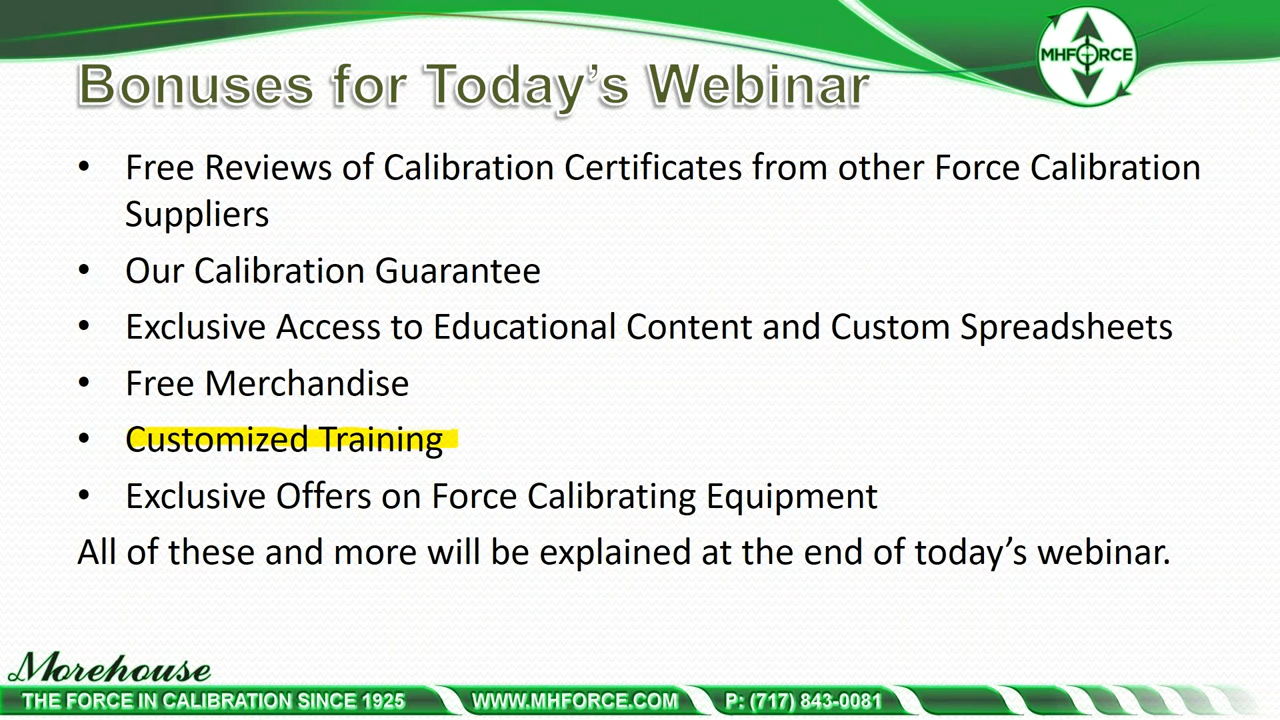 MHFORCE
Bonuses for Today’s Webinar
• Free Reviews of Calibration Certificates from other Force Calibration
Suppliers
• Our Calibration Guarantee
• Exclusive Access to Educational Content and Custom Spreadsheets
• Free Merchandise
• Customized Training
• Exclusive Offers on Force Calibrating Equipment
All of these and more will be explained at the end of today’s webinar.
Morehouse
THE FORCE IN CALIBRATION SINCE 1925 WWW.MHFORCE.COM P: (717) 843-0081